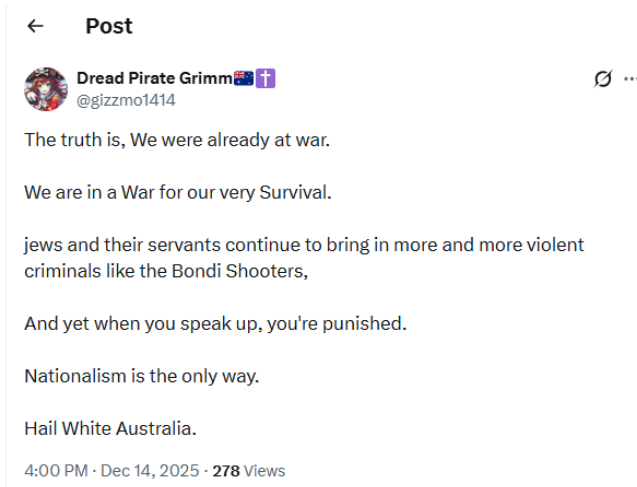 Post
Dread Pirate Grimm🇦🇺✝️
@gizzmo1414
The truth is, We were already at war.
We are in a War for our very Survival.
jews and their servants continue to bring in more and more violent
criminals like the Bondi Shooters,
And yet when you speak up, you're punished.
Nationalism is the only way.
Hail White Australia.
4:00 PM · Dec 14, 2025 · 278 Views